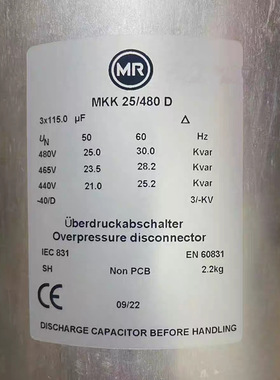 MR
MKK 25/480 D
3x115.0 µF Δ
UN 50 60 Hz
480V 25.0 30.0 Kvar
465V 23.5 28.2 Kvar
440V 21.0 25.2 Kvar
-40/D 3/-KV
Überdruckabschalter
Overpressure disconnector
IEC 831 EN 60831
SH Non PCB 2.2kg
CE 09/22
DISCHARGE CAPACITOR BEFORE HANDLING